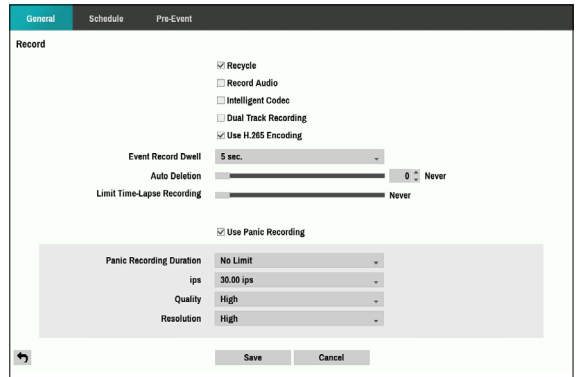 General Schedule Pre-Event
Record
Recycle
Record Audio
Intelligent Codec
Dual Track Recording
Use H.265 Encoding
Event Record Dwell 5 sec.
Auto Deletion 0 Never
Limit Time-Lapse Recording Never
Use Panic Recording
Panic Recording Duration No Limit
ips 30.00 ips
Quality High
Resolution High
Save Cancel